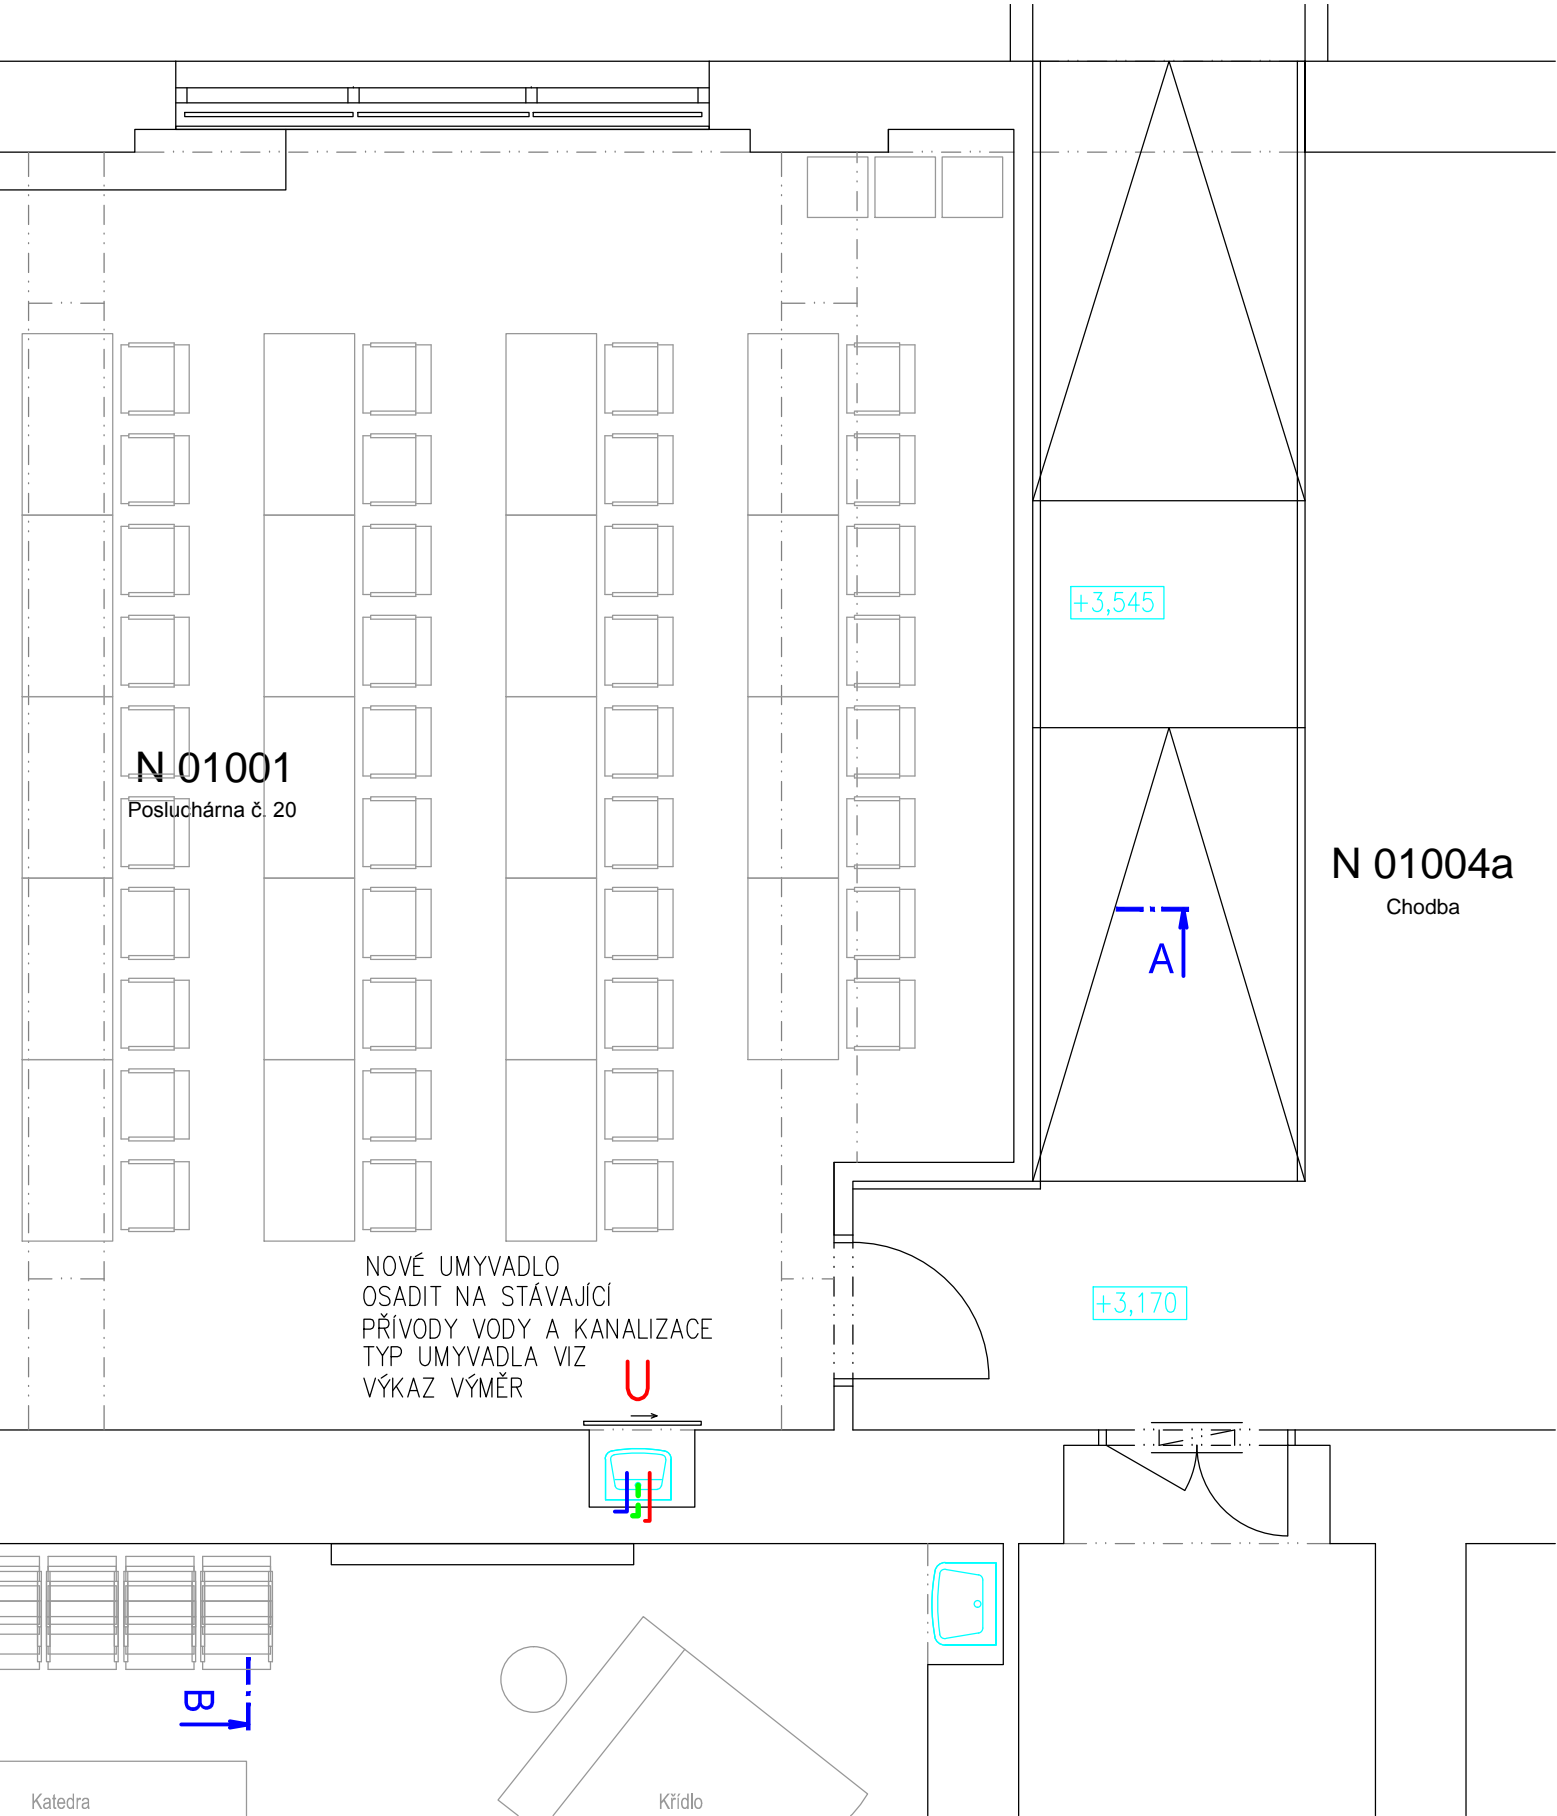 +3,545
N 01001
Posluchárna č. 20
N 01004a
Chodba
A
NOVÉ UMYVADLO
OSADIT NA STÁVAJÍCÍ
PŘÍVODY VODY A KANALIZACE
TYP UMYVADLA VIZ
VÝKAZ VÝMĚR
U
+3,170
B
Katedra
Křídlo